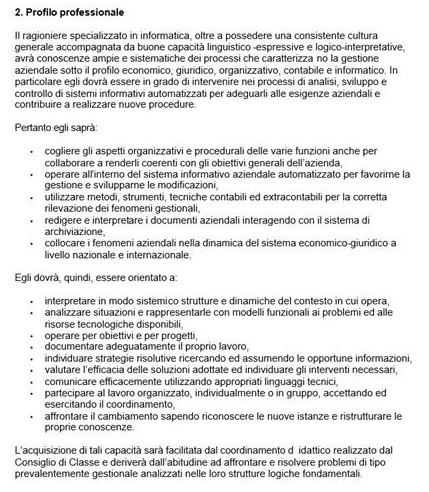 2. Profilo professionale
Il ragioniere specializzato in informatica, oltre a possedere una consistente cultura
generale accompagnata da buone capacità linguistico -espressive e logico-interpretative,
avrà conoscenze ampie e sistematiche dei processi che caratterizza no la gestione
aziendale sotto il profilo economico, giuridico, organizzativo, contabile e informatico. In
particolare egli dovrà essere in grado di intervenire nei processi di analisi, sviluppo e
controllo di sistemi informativi automatizzati per adeguarli alle esigenze aziendali e
contribuire a realizzare nuove procedure.
Pertanto egli saprà:
• cogliere gli aspetti organizzativi e procedurali delle varie funzioni anche per
collaborare a renderli coerenti con gli obiettivi generali dell'azienda,
• operare all'interno del sistema informativo aziendale automatizzato per favorirne la
gestione e svilupparne le modificazioni,
• utilizzare metodi, strumenti, tecniche contabili ed extracontabili per la corretta
rilevazione dei fenomeni gestionali,
• redigere e interpretare i documenti aziendali interagendo con il sistema di
archiviazione,
• collocare i fenomeni aziendali nella dinamica del sistema economico-giuridico a
livello nazionale e internazionale.
Egli dovrà, quindi, essere orientato a:
• interpretare in modo sistemico strutture e dinamiche del contesto in cui opera,
• analizzare situazioni e rappresentarle con modelli funzionali ai problemi ed alle
risorse tecnologiche disponibili,
• operare per obiettivi e per progetti,
• documentare adeguatamente il proprio lavoro,
• individuare strategie risolutive ricercando ed assumendo le opportune informazioni,
• valutare l'efficacia delle soluzioni adottate ed individuare gli interventi necessari,
• comunicare efficacemente utilizzando appropriati linguaggi tecnici,
• partecipare al lavoro organizzato, individualmente o in gruppo, accettando ed
esercitando il coordinamento,
• affrontare il cambiamento sapendo riconoscere le nuove istanze e ristrutturare le
proprie conoscenze.
L'acquisizione di tali capacità sarà facilitata dal coordinamento d idattico realizzato dal
Consiglio di Classe e deriverà dall'abitudine ad affrontare e risolvere problemi di tipo
prevalentemente gestionale analizzati nelle loro strutture logiche fondamentali.